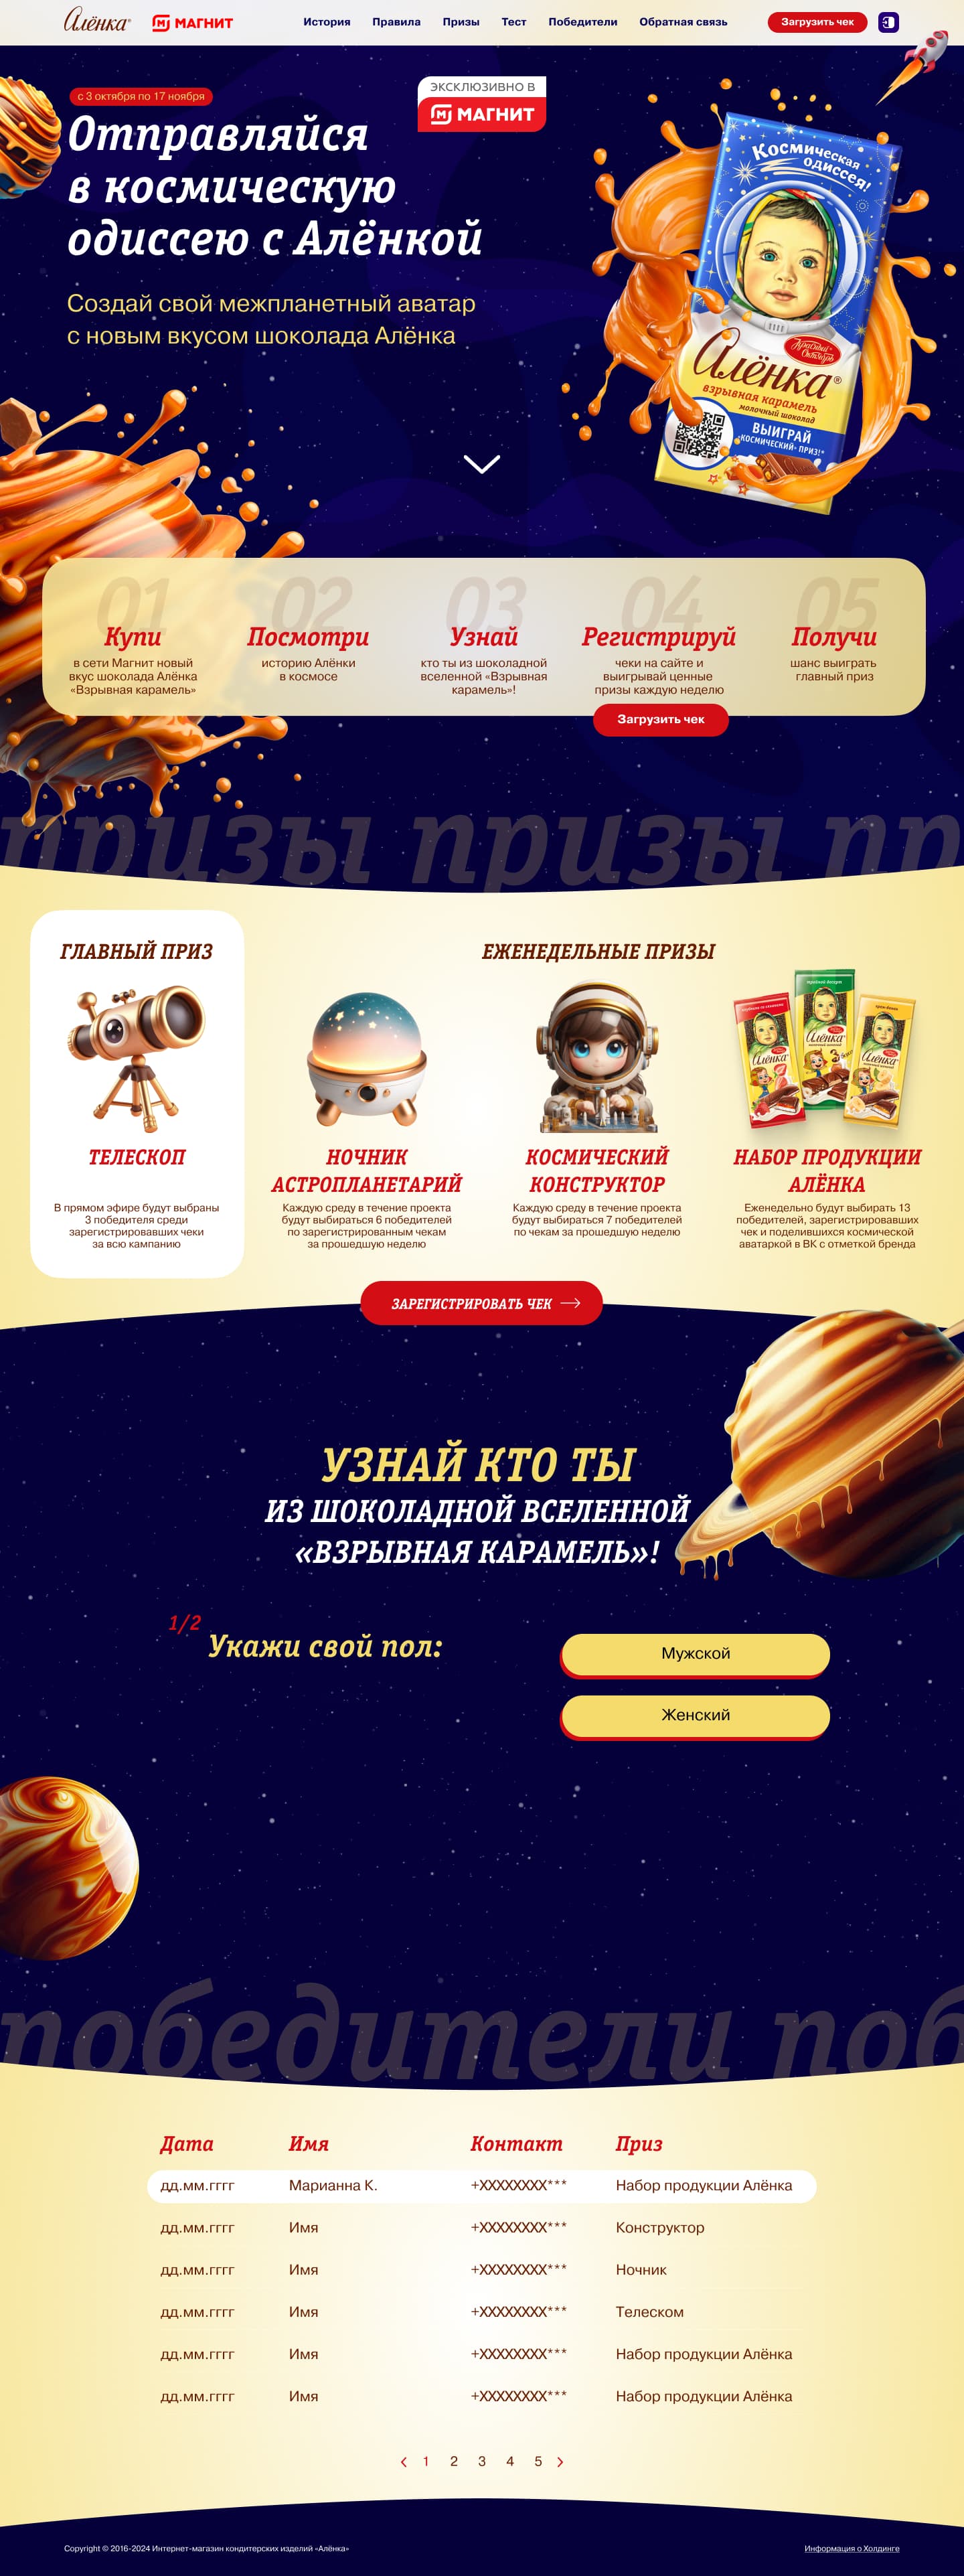 Алёнка®
МАГНИТ
История
Правила
Призы
Тест
Победители
Обратная связь
Загрузить чек
с 3 октября по 17 ноября
ЭКСКЛЮЗИВНО В
МАГНИТ
Отправляйся
в космическую
одиссею с Алёнкой
Создай свой межпланетный аватар
с новым вкусом шоколада Алёнка
Космическая
одиссея!
Красный
Октябрь
Алёнка®
взрывная карамель
молочный шоколад
ВЫИГРАЙ
«КОСМИЧЕСКИЙ» ПРИЗ!*
01
Купи
в сети Магнит новый
вкус шоколада Алёнка
«Взрывная карамель»
02
Посмотри
историю Алёнки
в космосе
03
Узнай
кто ты из шоколадной
вселенной «Взрывная
карамель»!
04
Регистрируй
чеки на сайте и
выигрывай ценные
призы каждую неделю
Загрузить чек
05
Получи
шанс выиграть
главный приз
призы призы пр
ГЛАВНЫЙ ПРИЗ
ТЕЛЕСКОП
В прямом эфире будут выбраны
3 победителя среди
зарегистрировавших чеки
за всю кампанию
ЕЖЕНЕДЕЛЬНЫЕ ПРИЗЫ
НОЧНИК
АСТРОПЛАНЕТАРИЙ
Каждую среду в течение проекта
будут выбираться 6 победителей
по зарегистрированным чекам
за прошедшую неделю
КОСМИЧЕСКИЙ
КОНСТРУКТОР
Каждую среду в течение проекта
будут выбираться 7 победителей
по чекам за прошедшую неделю
Алёнка
Алёнка
Алёнка
НАБОР ПРОДУКЦИИ
АЛЁНКА
Еженедельно будут выбирать 13
победителей, зарегистрировавших
чек и поделившихся космической
аватаркой в ВК с отметкой бренда
ЗАРЕГИСТРИРОВАТЬ ЧЕК
УЗНАЙ КТО ТЫ
ИЗ ШОКОЛАДНОЙ ВСЕЛЕННОЙ
«ВЗРЫВНАЯ КАРАМЕЛЬ»!
1/2
Укажи свой пол:
Мужской
Женский
победители поб
Дата Имя Контакт Приз
дд.мм.гггг Марианна К. +XXXXXXXX*** Набор продукции Алёнка
дд.мм.гггг Имя +XXXXXXXX*** Конструктор
дд.мм.гггг Имя +XXXXXXXX*** Ночник
дд.мм.гггг Имя +XXXXXXXX*** Телеском
дд.мм.гггг Имя +XXXXXXXX*** Набор продукции Алёнка
дд.мм.гггг Имя +XXXXXXXX*** Набор продукции Алёнка
1 2 3 4 5
Copyright © 2016-2024 Интернет-магазин кондитерских изделий «Алёнка»
Информация о Холдинге